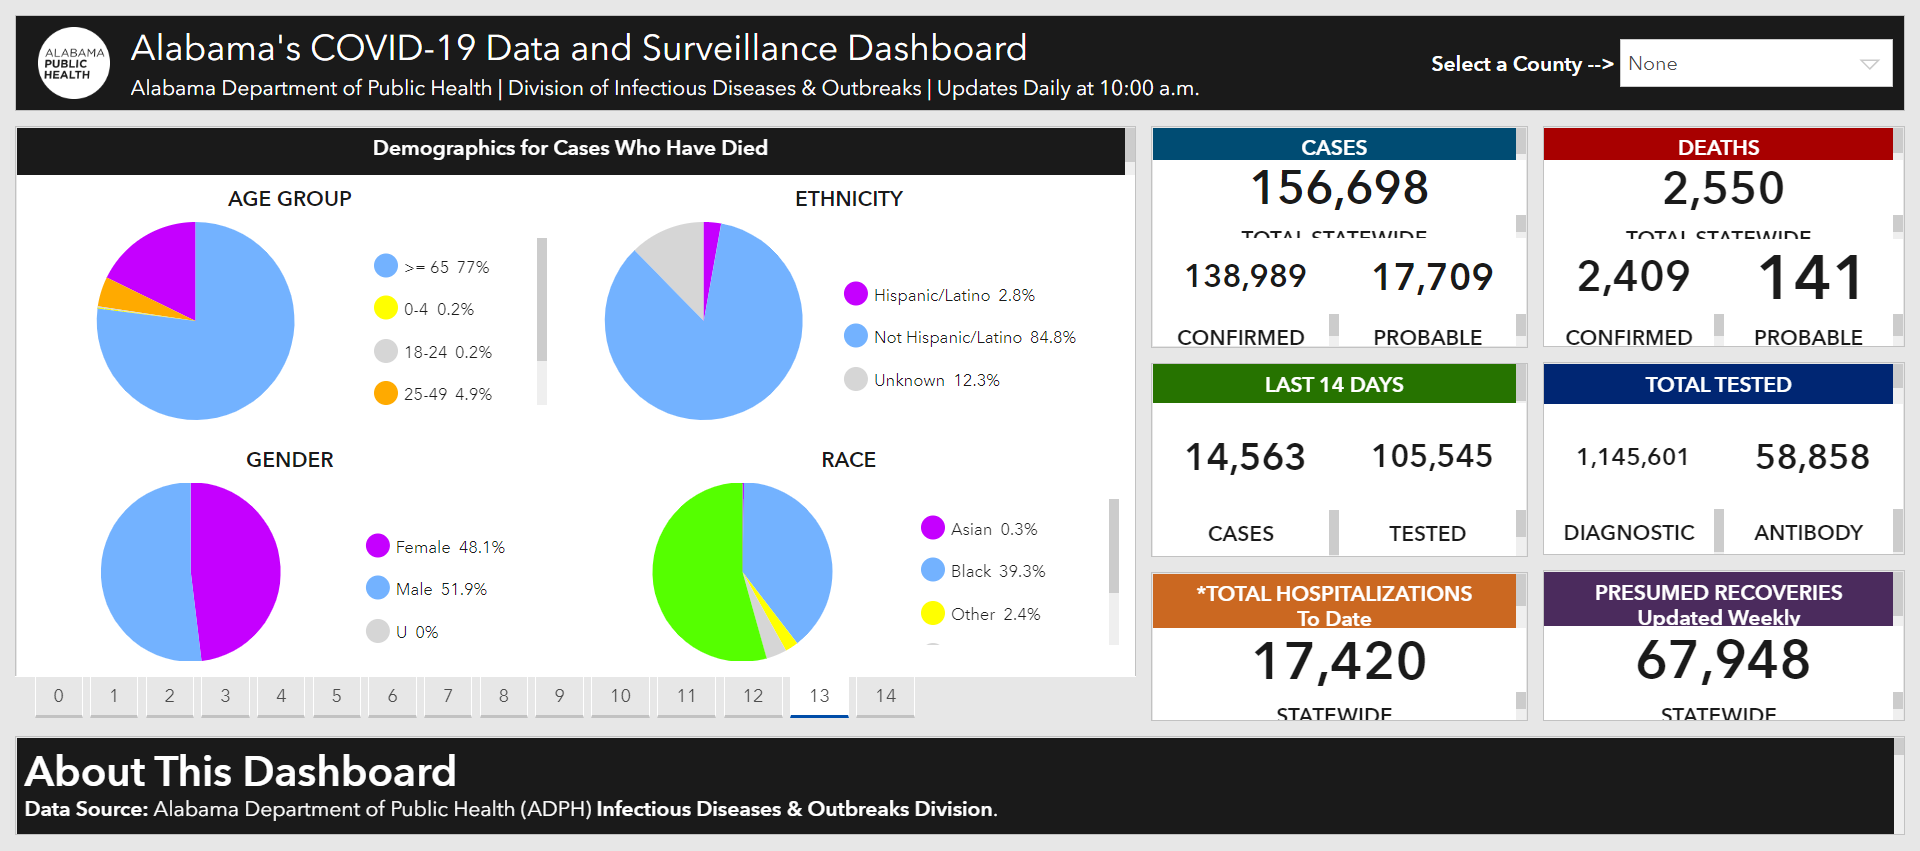 ALABAMA
PUBLIC
HEALTH
Alabama's COVID-19 Data and Surveillance Dashboard
Alabama Department of Public Health | Division of Infectious Diseases & Outbreaks | Updates Daily at 10:00 a.m.
Select a County --> None
Demographics for Cases Who Have Died
AGE GROUP
>= 65 77%
0-4 0.2%
18-24 0.2%
25-49 4.9%
ETHNICITY
Hispanic/Latino 2.8%
Not Hispanic/Latino 84.8%
Unknown 12.3%
GENDER
Female 48.1%
Male 51.9%
U 0%
RACE
Asian 0.3%
Black 39.3%
Other 2.4%
0 1 2 3 4 5 6 7 8 9 10 11 12 13 14
CASES
156,698
TOTAL STATEWIDE
138,989 17,709
CONFIRMED PROBABLE
DEATHS
2,550
TOTAL STATEWIDE
2,409 141
CONFIRMED PROBABLE
LAST 14 DAYS
14,563 105,545
CASES TESTED
TOTAL TESTED
1,145,601 58,858
DIAGNOSTIC ANTIBODY
*TOTAL HOSPITALIZATIONS
To Date
17,420
STATEWIDE
PRESUMED RECOVERIES
Updated Weekly
67,948
STATEWIDE
About This Dashboard
Data Source: Alabama Department of Public Health (ADPH) Infectious Diseases & Outbreaks Division.